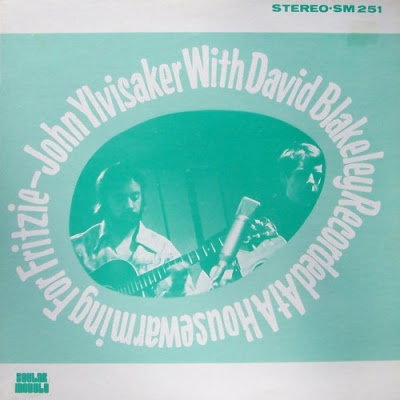 STEREO·SM 251
John Ylvisaker With David Blakeley Recorded At A Housewarming For Fritzie—